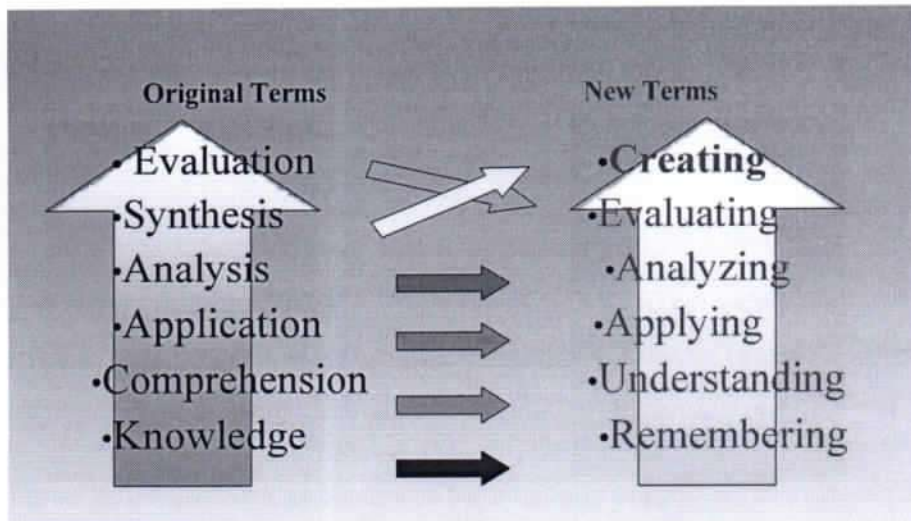 Original Terms
• Evaluation
•Synthesis
•Analysis
•Application
•Comprehension
•Knowledge
New Terms
•Creating
•Evaluating
•Analyzing
•Applying
•Understanding
•Remembering